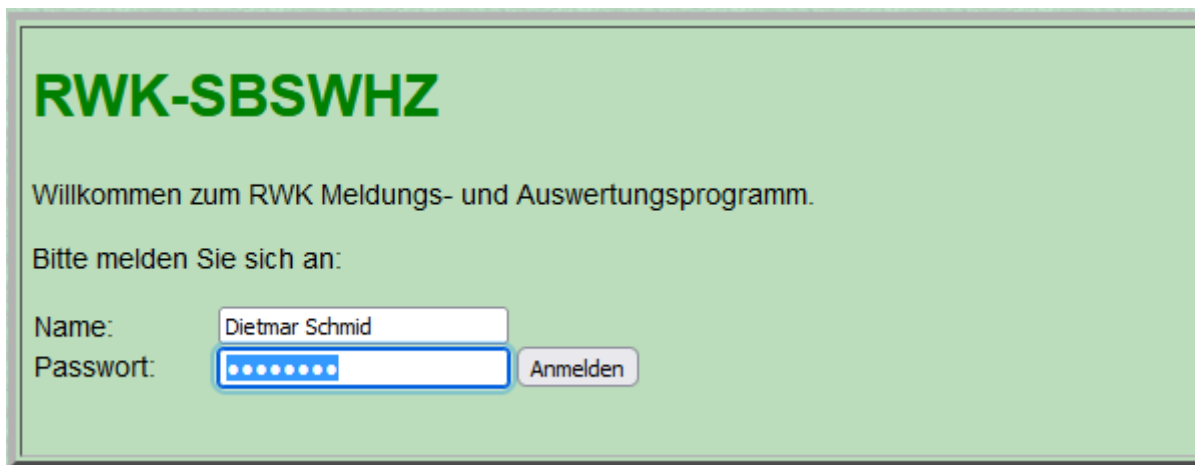 RWK-SBSWHZ
Willkommen zum RWK Meldungs- und Auswertungsprogramm.
Bitte melden Sie sich an:
Name: Dietmar Schmid
Passwort: ●●●●●●●● Anmelden